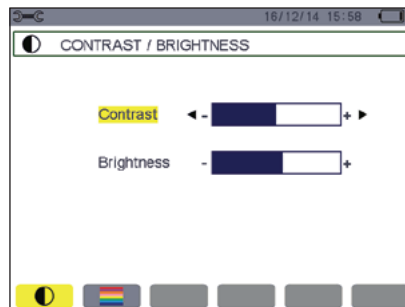 16/12/14 15:58
CONTRAST / BRIGHTNESS
Contrast - +
Brightness - +